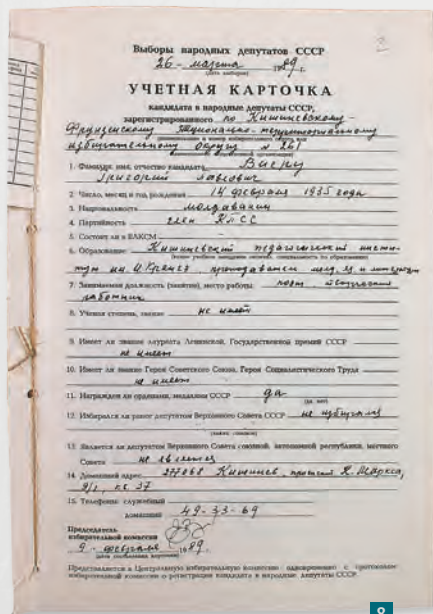 2
Выборы народных депутатов СССР
26 - марта 1989 г.
(дата выборов)
УЧЕТНАЯ КАРТОЧКА
кандидата в народные депутаты СССР,
зарегистрированного по Кишиневскому-
Фрунзенскому национально-территориальному
избирательному округу № 261
1. Фамилия, имя, отчество кандидата Виеру
Григорий Павлович
2. Число, месяц и год рождения 14 февраля 1935 года
3. Национальность молдаванин
4. Партийность член КПСС
5. Состоит ли в ВЛКСМ
6. Образование Кишиневский педагогический инсти-
тут им. И. Крянгэ, преподаватель молд. яз. и литературы
7. Занимаемая должность (занятие), место работы поэт, творческий
работник
8. Ученая степень, звание не имеет
9. Имеет ли звание лауреата Ленинской, Государственной премий СССР
не имеет
10. Имеет ли звание Героя Советского Союза, Героя Социалистического Труда
не имеет
11. Награжден ли орденами, медалями СССР да
(да, нет)
12. Избирался ли ранее депутатом Верховного Совета СССР не избирался
13. Является ли депутатом Верховного Совета союзной, автономной республики, местного
Совета не является
14. Домашний адрес 277068 Кишинев, проспект К. Маркса,
кв. 37
15. Телефоны: служебный
домашний 49-33-69
Председатель
избирательной комиссии
9 - февраля 1989 г.
Представляется в Центральную избирательную комиссию одновременно с протоколом
избирательной комиссии о регистрации кандидата в народные депутаты СССР
8